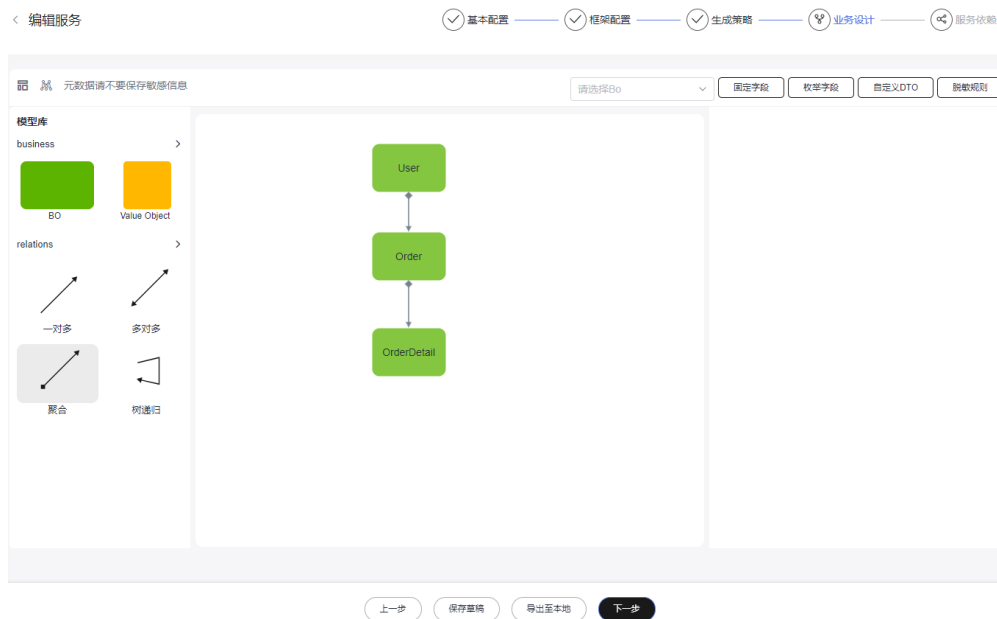 编辑服务
基本配置 框架配置 生成策略 业务设计 服务依赖
元数据请不要保存敏感信息
请选择Bo 固定字段 枚举字段 自定义DTO 脱敏规则
模型库
business
BO Value Object
relations
一对多 多对多
聚合 树递归
User
Order
OrderDetail
上一步 保存草稿 导出至本地 下一步